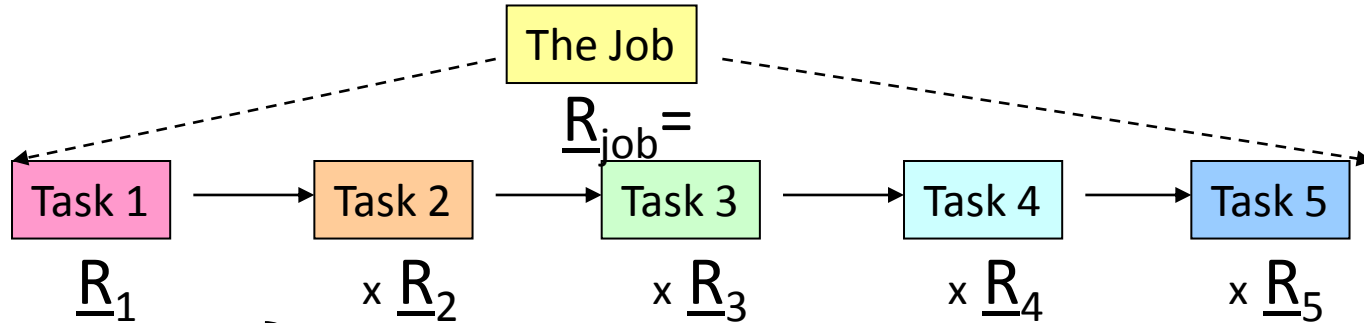 The Job
R_job=
Task 1 Task 2 Task 3 Task 4 Task 5
R_1 x R_2 x R_3 x R_4 x R_5